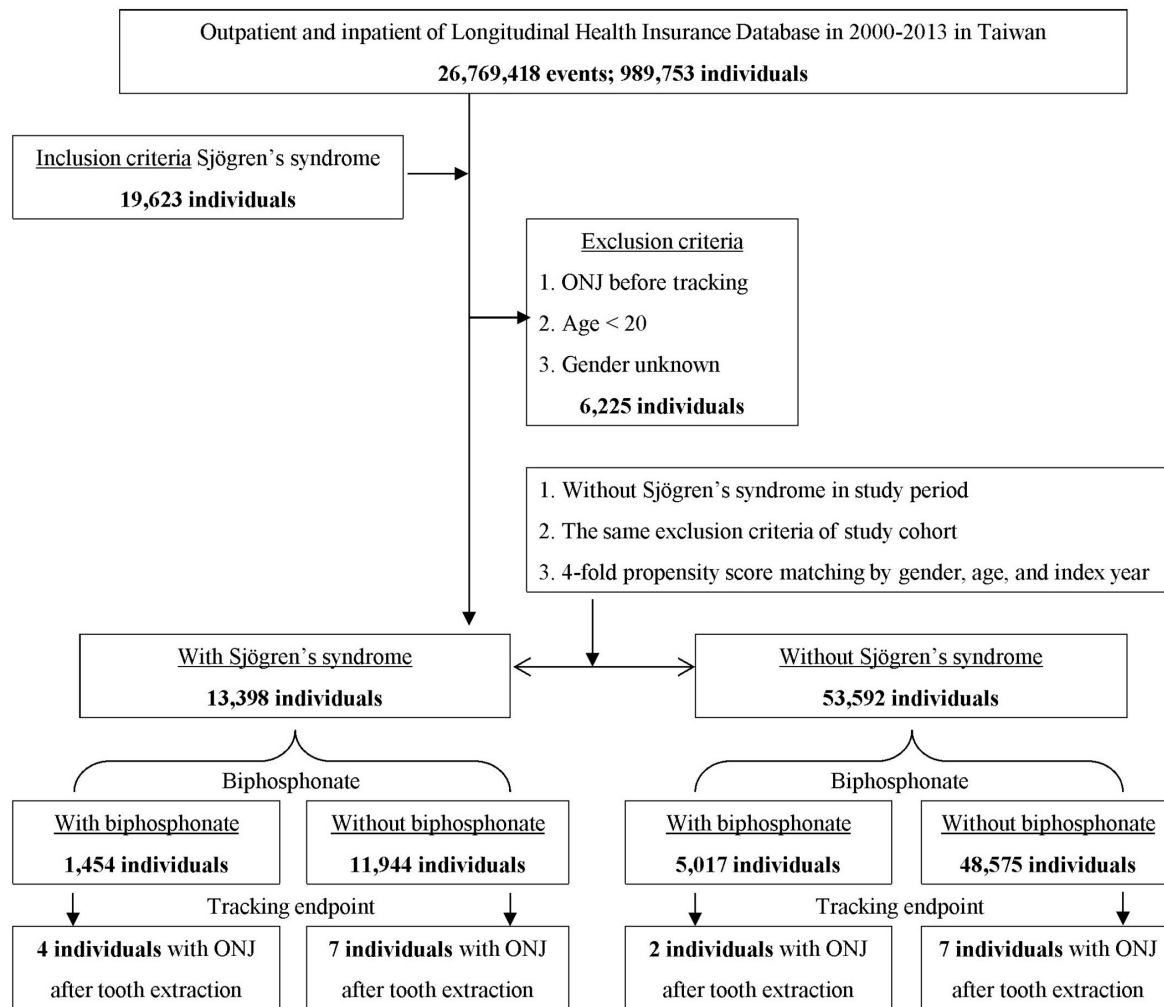 Outpatient and inpatient of Longitudinal Health Insurance Database in 2000-2013 in Taiwan
26,769,418 events; 989,753 individuals
Inclusion criteria Sjögren’s syndrome
19,623 individuals
Exclusion criteria
1. ONJ before tracking
2. Age < 20
3. Gender unknown
6,225 individuals
1. Without Sjögren’s syndrome in study period
2. The same exclusion criteria of study cohort
3. 4-fold propensity score matching by gender, age, and index year
With Sjögren’s syndrome
13,398 individuals
Without Sjögren’s syndrome
53,592 individuals
Biphosphonate
With biphosphonate
1,454 individuals
Without biphosphonate
11,944 individuals
Biphosphonate
With biphosphonate
5,017 individuals
Without biphosphonate
48,575 individuals
Tracking endpoint
4 individuals with ONJ
after tooth extraction
7 individuals with ONJ
after tooth extraction
Tracking endpoint
2 individuals with ONJ
after tooth extraction
7 individuals with ONJ
after tooth extraction